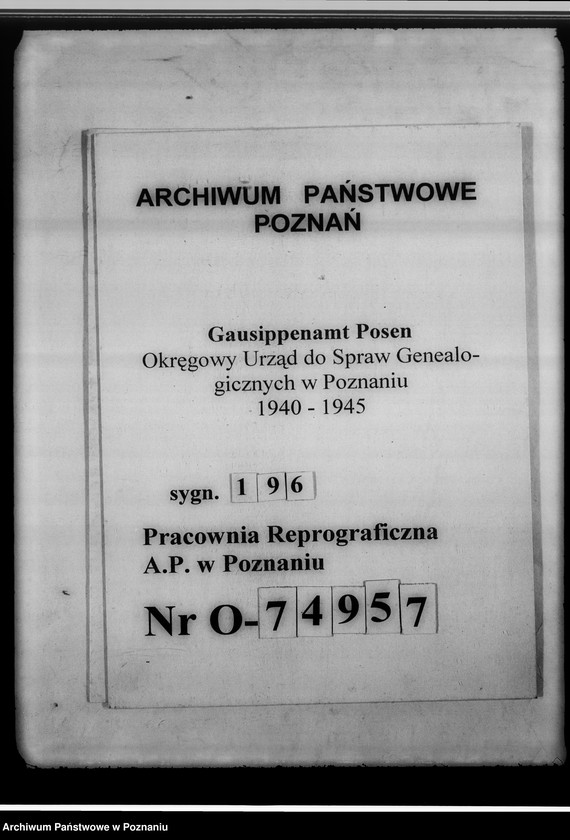 ARCHIWUM PAŃSTWOWE
POZNAŃ
Gausippenamt Posen
Okręgowy Urząd do Spraw Genealo-
gicznych w Poznaniu
1940 - 1945
sygn. 196
Pracownia Reprograficzna
A.P. w Poznaniu
Nr O-74957
Archiwum Państwowe w Poznaniu